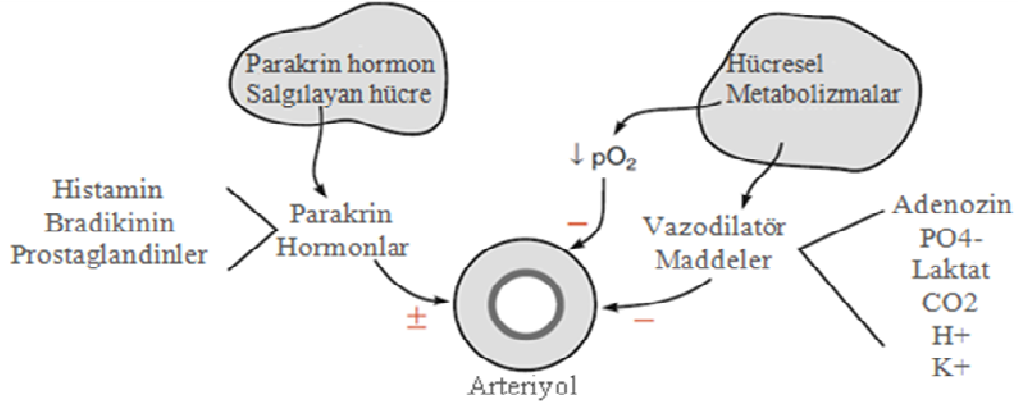 Parakrin hormon
Salgılayan hücre
Hücresel
Metabolizmalar
↓ pO₂
Histamin
Bradikinin
Prostaglandinler
Parakrin
Hormonlar
Vazodilatör
Maddeler
Adenozin
PO4-
Laktat
CO2
H+
K+
−
±
−
Arteriyol